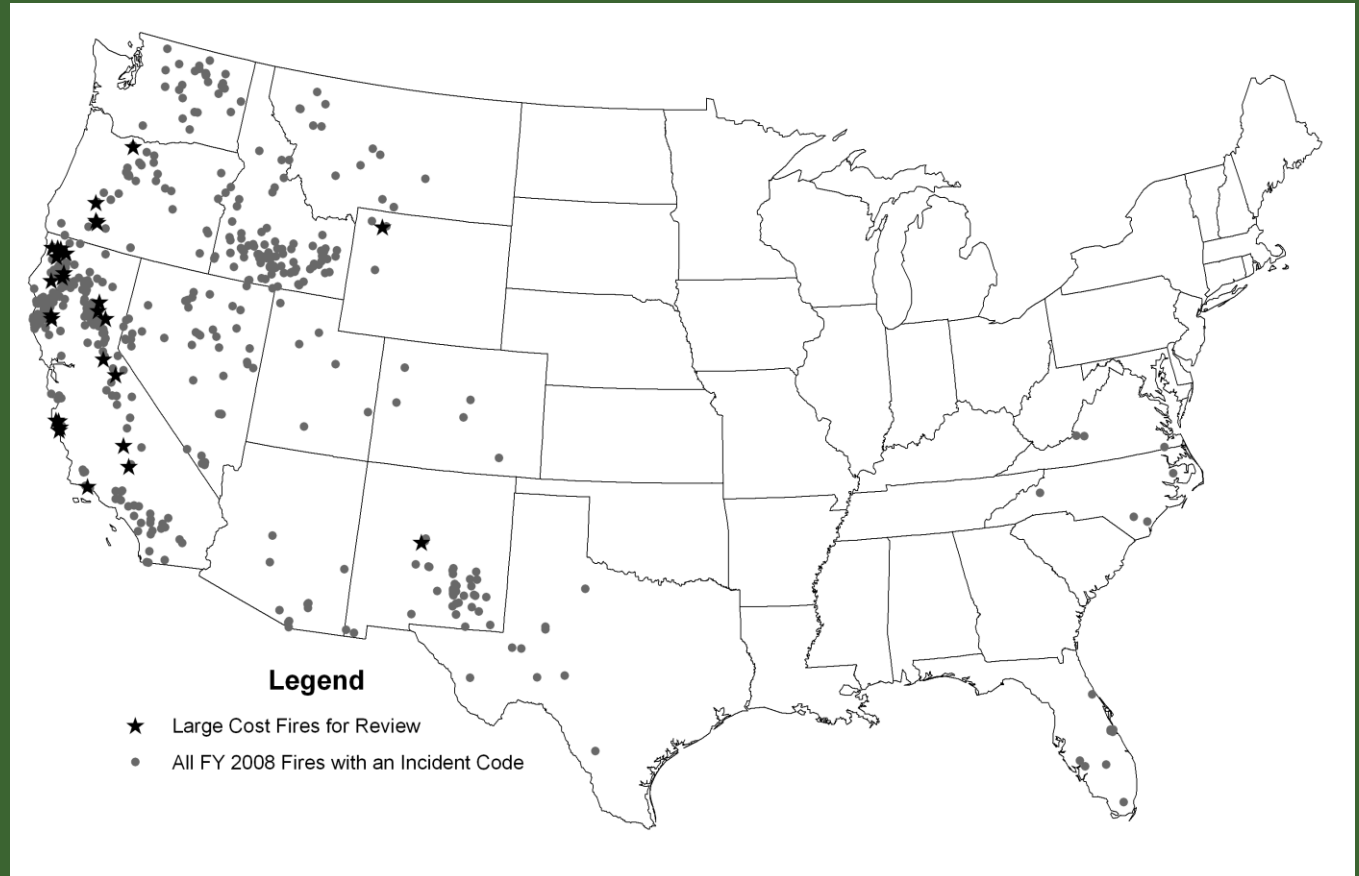 Legend
Large Cost Fires for Review
All FY 2008 Fires with an Incident Code